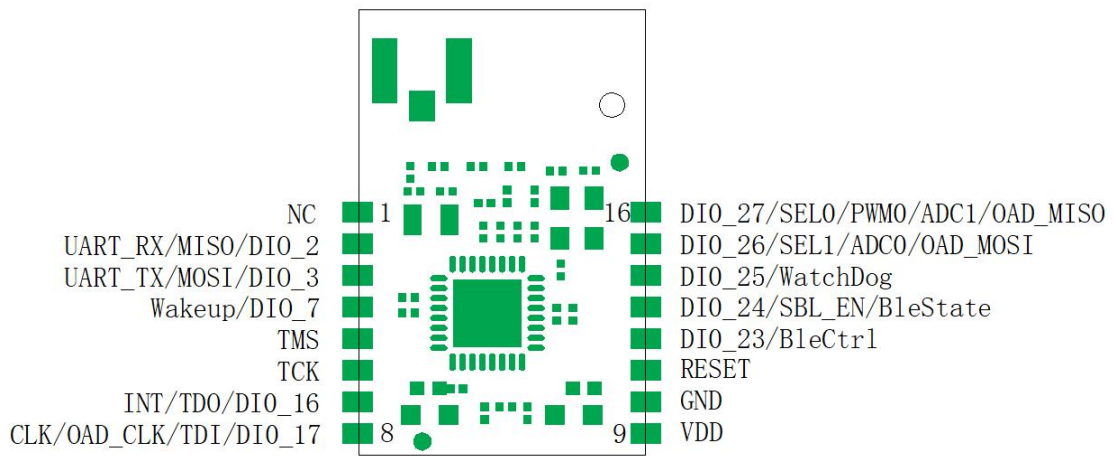 NC 1 16 DIO_27/SEL0/PWM0/ADC1/OAD_MISO
UART_RX/MISO/DIO_2 DIO_26/SEL1/ADC0/OAD_MOSI
UART_TX/MOSI/DIO_3 DIO_25/WatchDog
Wakeup/DIO_7 DIO_24/SBL_EN/BleState
TMS DIO_23/BleCtrl
TCK RESET
INT/TDO/DIO_16 GND
CLK/OAD_CLK/TDI/DIO_17 8 9 VDD